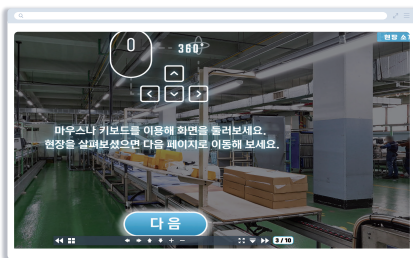 현장 소
360°
마우스나 키보드를 이용해 화면을 둘러보세요.
현장을 살펴보셨으면 다음 페이지로 이동해 보세요.
다음
3 / 10